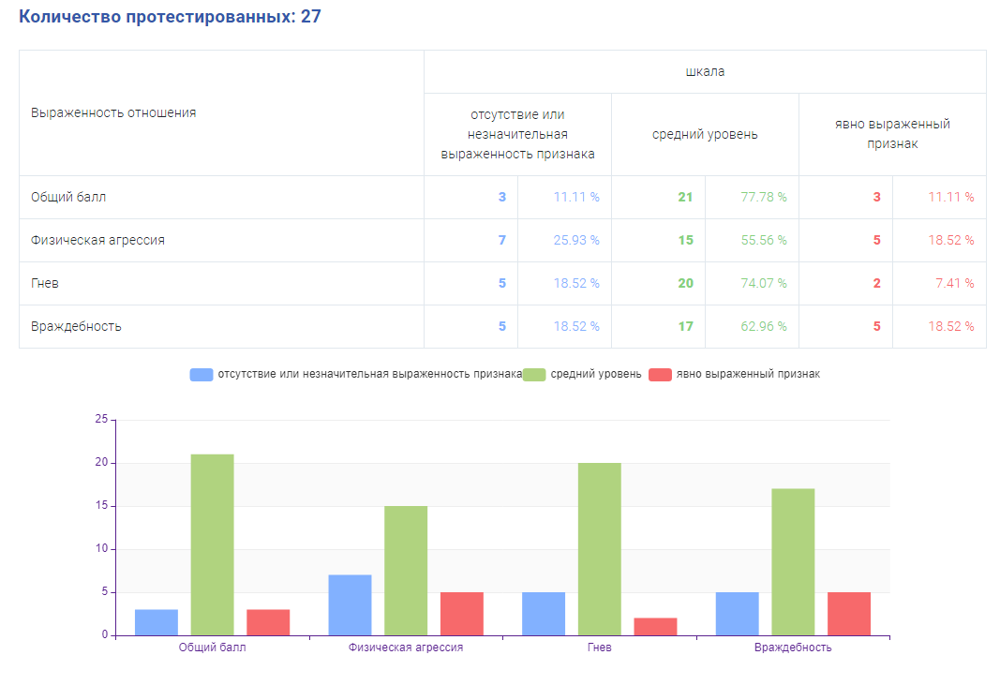 Количество протестированных: 27
шкала
Выраженность отношения
отсутствие или
незначительная
выраженность признака
средний уровень
явно выраженный
признак
Общий балл 3 11.11 % 21 77.78 % 3 11.11 %
Физическая агрессия 7 25.93 % 15 55.56 % 5 18.52 %
Гнев 5 18.52 % 20 74.07 % 2 7.41 %
Враждебность 5 18.52 % 17 62.96 % 5 18.52 %
отсутствие или незначительная выраженность признака средний уровень явно выраженный признак
25
20
15
10
5
0
Общий балл Физическая агрессия Гнев Враждебность